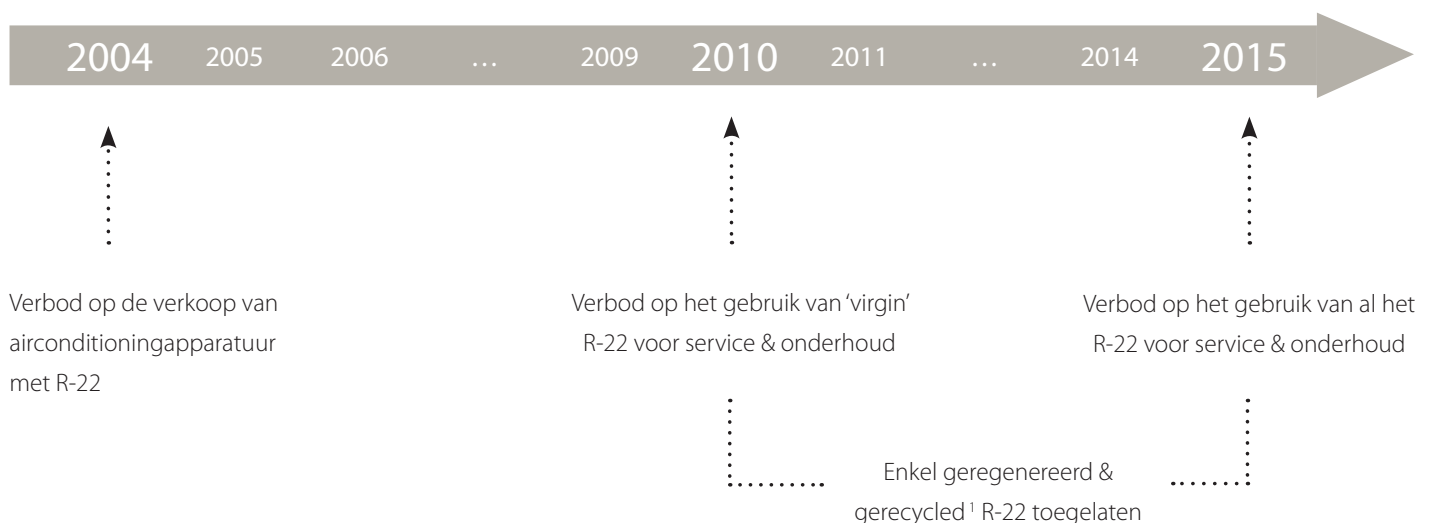 2004 2005 2006 … 2009 2010 2011 … 2014 2015
Verbod op de verkoop van
airconditioningapparatuur
met R-22
Verbod op het gebruik van ‘virgin’
R-22 voor service & onderhoud
Verbod op het gebruik van al het
R-22 voor service & onderhoud
Enkel geregenereerd &
gerecycled¹ R-22 toegelaten